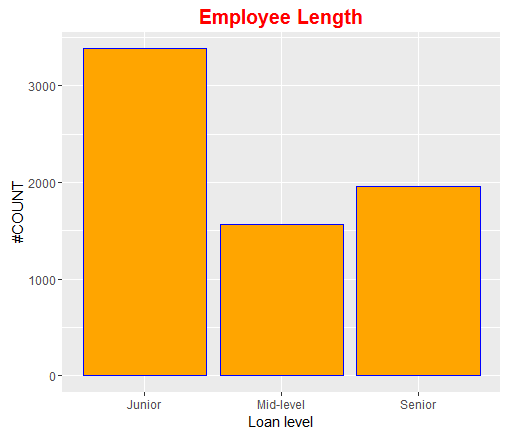 Employee Length
3000
2000
1000
0
#COUNT
Junior
Mid-level
Senior
Loan level